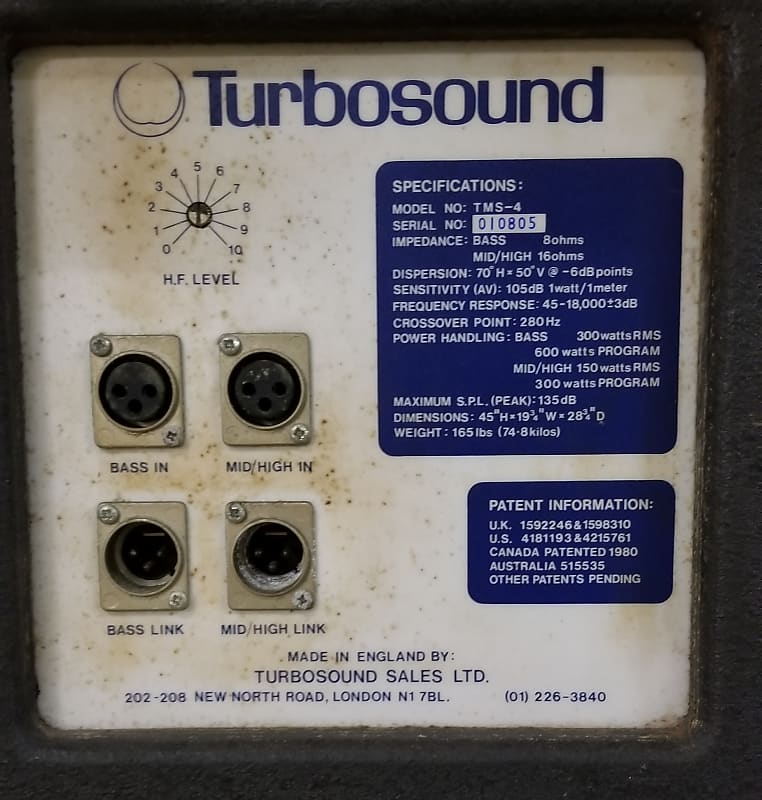 Turbosound
0 1 2 3 4 5 6 7 8 9 10
H.F. LEVEL
SPECIFICATIONS:
MODEL NO: TMS-4
SERIAL NO: 010805
IMPEDANCE: BASS 8ohms
MID/HIGH 16ohms
DISPERSION: 70°H × 50°V @ -6dB points
SENSITIVITY (AV): 105dB 1watt/1meter
FREQUENCY RESPONSE: 45-18,000±3dB
CROSSOVER POINT: 280Hz
POWER HANDLING: BASS 300watts RMS
600 watts PROGRAM
MID/HIGH 150 watts RMS
300 watts PROGRAM
MAXIMUM S.P.L. (PEAK): 135dB
DIMENSIONS: 45"H × 19¾"W × 28¾"D
WEIGHT: 165 lbs (74·8kilos)
BASS IN
MID/HIGH IN
BASS LINK
MID/HIGH LINK
PATENT INFORMATION:
U.K. 1592246 & 1598310
U.S. 4181193 & 4215761
CANADA PATENTED 1980
AUSTRALIA 515535
OTHER PATENTS PENDING
MADE IN ENGLAND BY:
TURBOSOUND SALES LTD.
202-208 NEW NORTH ROAD, LONDON N1 7BL. (01) 226-3840